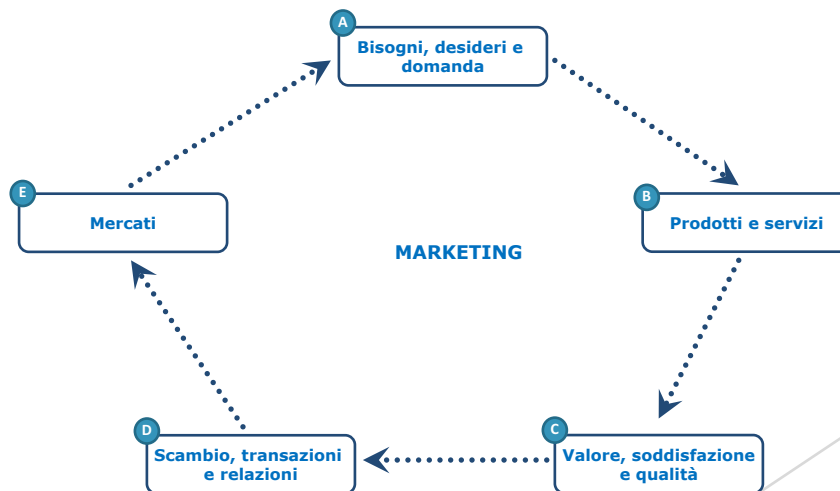 A
Bisogni, desideri e
domanda
E
Mercati
B
Prodotti e servizi
MARKETING
D
Scambio, transazioni
e relazioni
C
Valore, soddisfazione
e qualità